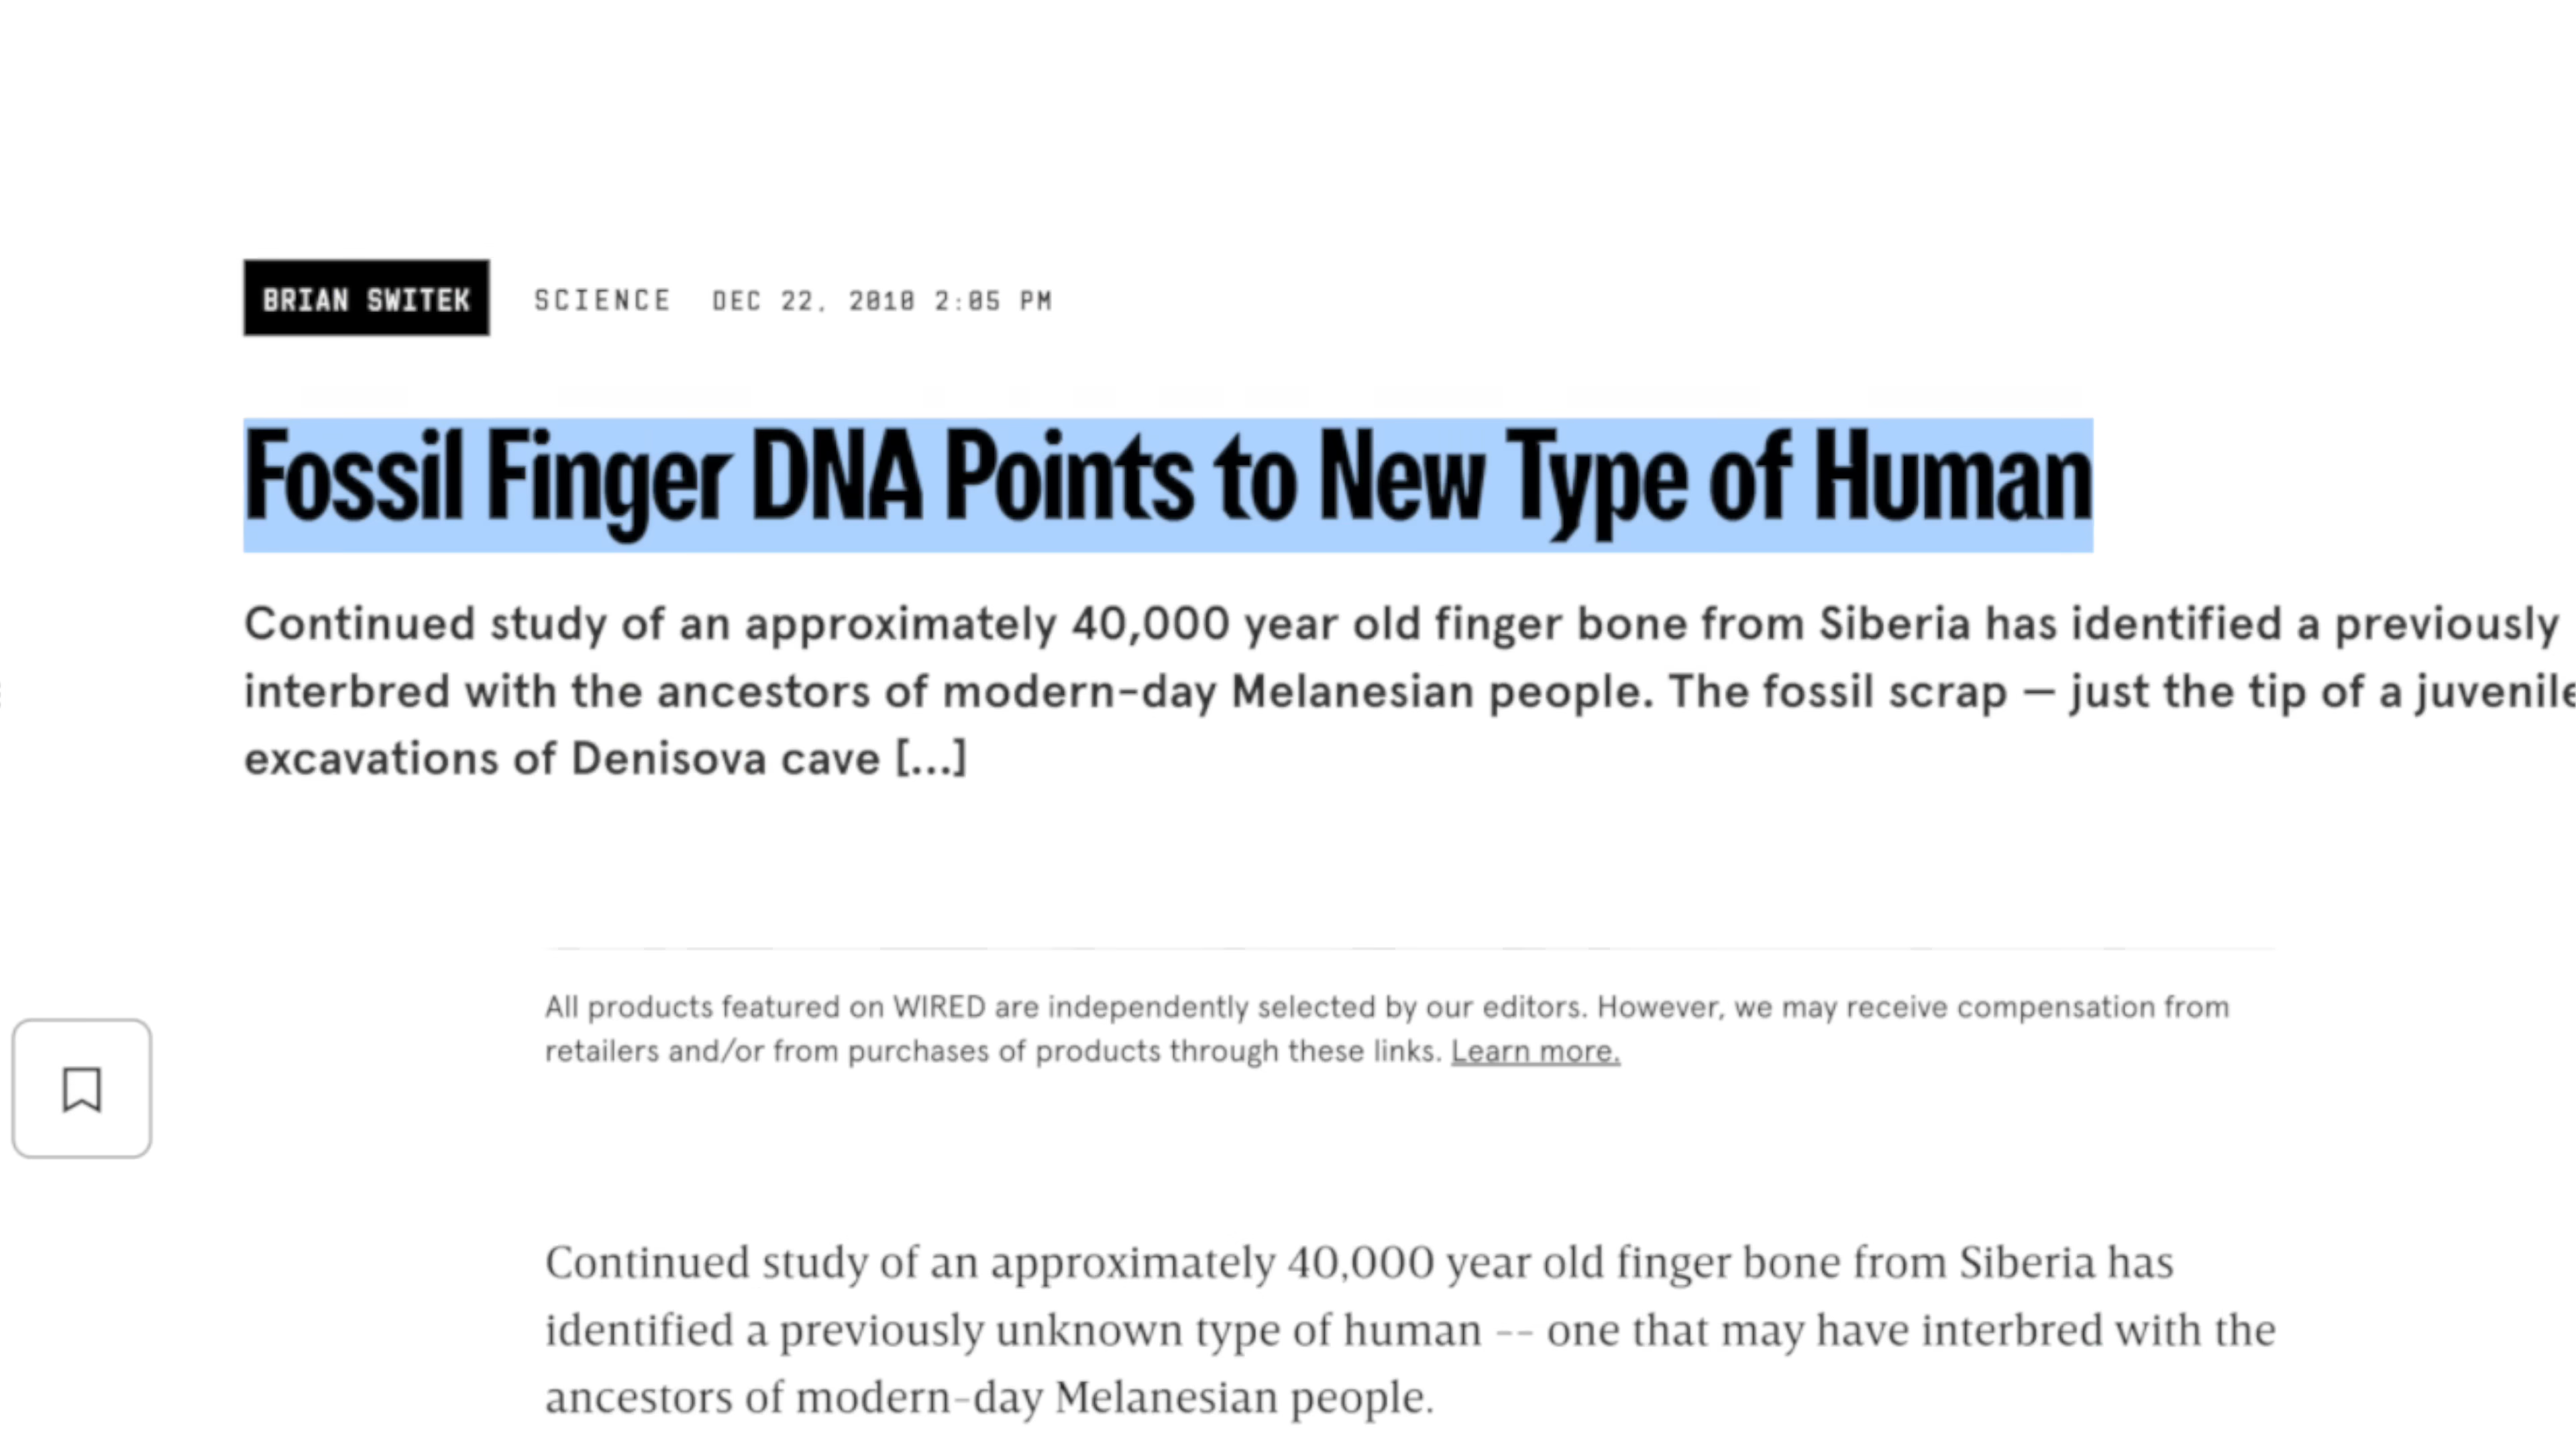 BRIAN SWITEK SCIENCE DEC 22, 2010 2:05 PM
Fossil Finger DNA Points to New Type of Human
Continued study of an approximately 40,000 year old finger bone from Siberia has identified a previously
interbred with the ancestors of modern-day Melanesian people. The fossil scrap — just the tip of a juvenile
excavations of Denisova cave [...]
All products featured on WIRED are independently selected by our editors. However, we may receive compensation from
retailers and/or from purchases of products through these links. Learn more.
Continued study of an approximately 40,000 year old finger bone from Siberia has
identified a previously unknown type of human -- one that may have interbred with the
ancestors of modern-day Melanesian people.